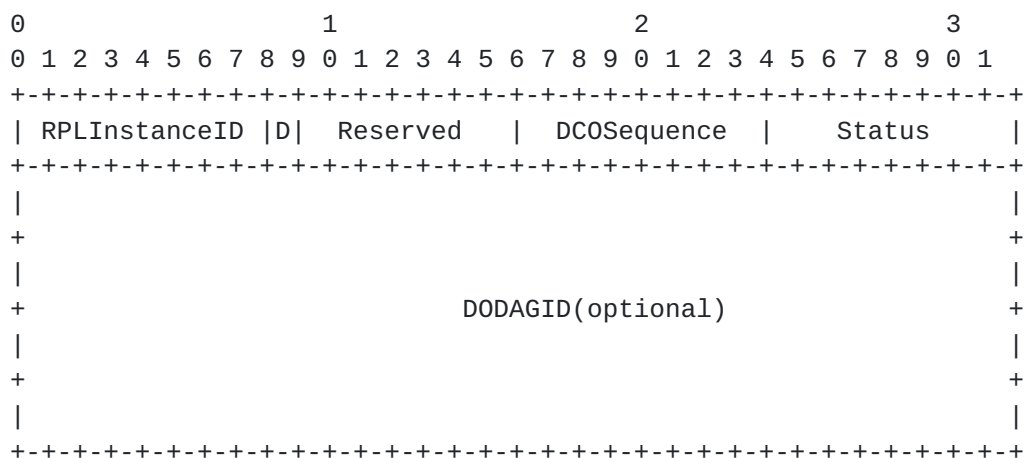 0                   1                   2                   3
0 1 2 3 4 5 6 7 8 9 0 1 2 3 4 5 6 7 8 9 0 1 2 3 4 5 6 7 8 9 0 1
+-+-+-+-+-+-+-+-+-+-+-+-+-+-+-+-+-+-+-+-+-+-+-+-+-+-+-+-+-+-+-+-+
| RPLInstanceID |D|  Reserved   |  DCOSequence  |    Status     |
+-+-+-+-+-+-+-+-+-+-+-+-+-+-+-+-+-+-+-+-+-+-+-+-+-+-+-+-+-+-+-+-+
|                                                               |
+                                                               +
|                                                               |
+                            DODAGID(optional)                  +
|                                                               |
+                                                               +
|                                                               |
+-+-+-+-+-+-+-+-+-+-+-+-+-+-+-+-+-+-+-+-+-+-+-+-+-+-+-+-+-+-+-+-+